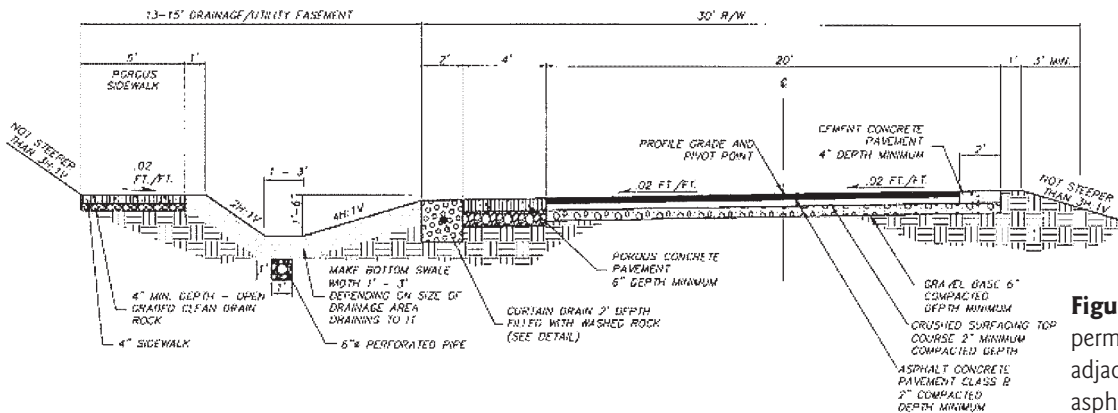 13-15' DRAINAGE/UTILITY EASEMENT
30' R/W
5'
1'
2'
4'
20'
1'
3' MIN.
POROUS
SIDEWALK
℄
NOT STEEPER
THAN 3H:1V
.02
FT./FT.
1 - 3'
PROFILE GRADE AND
PIVOT POINT
CEMENT CONCRETE
PAVEMENT
4" DEPTH MINIMUM
2'
.02 FT./FT.
.02 FT./FT.
NOT STEEPER
THAN 3H:1V
2H:1V
4H:1V
1'
1'
4" MIN. DEPTH - OPEN
GRADED CLEAN DRAIN
ROCK
4" SIDEWALK
MAKE BOTTOM SWALE
WIDTH 1' - 3'
DEPENDING ON SIZE OF
DRAINAGE AREA
DRAINING TO IT
6"ø PERFORATED PIPE
CURTAIN DRAIN 2' DEPTH
FILLED WITH WASHED ROCK
(SEE DETAIL)
POROUS CONCRETE
PAVEMENT
6" DEPTH MINIMUM
GRAVEL BASE 6"
COMPACTED
DEPTH MINIMUM
CRUSHED SURFACING TOP
COURSE 2" MINIMUM
COMPACTED DEPTH
ASPHALT CONCRETE
PAVEMENT CLASS B
2" COMPACTED
DEPTH MINIMUM
Figu
perm
adjac
asph